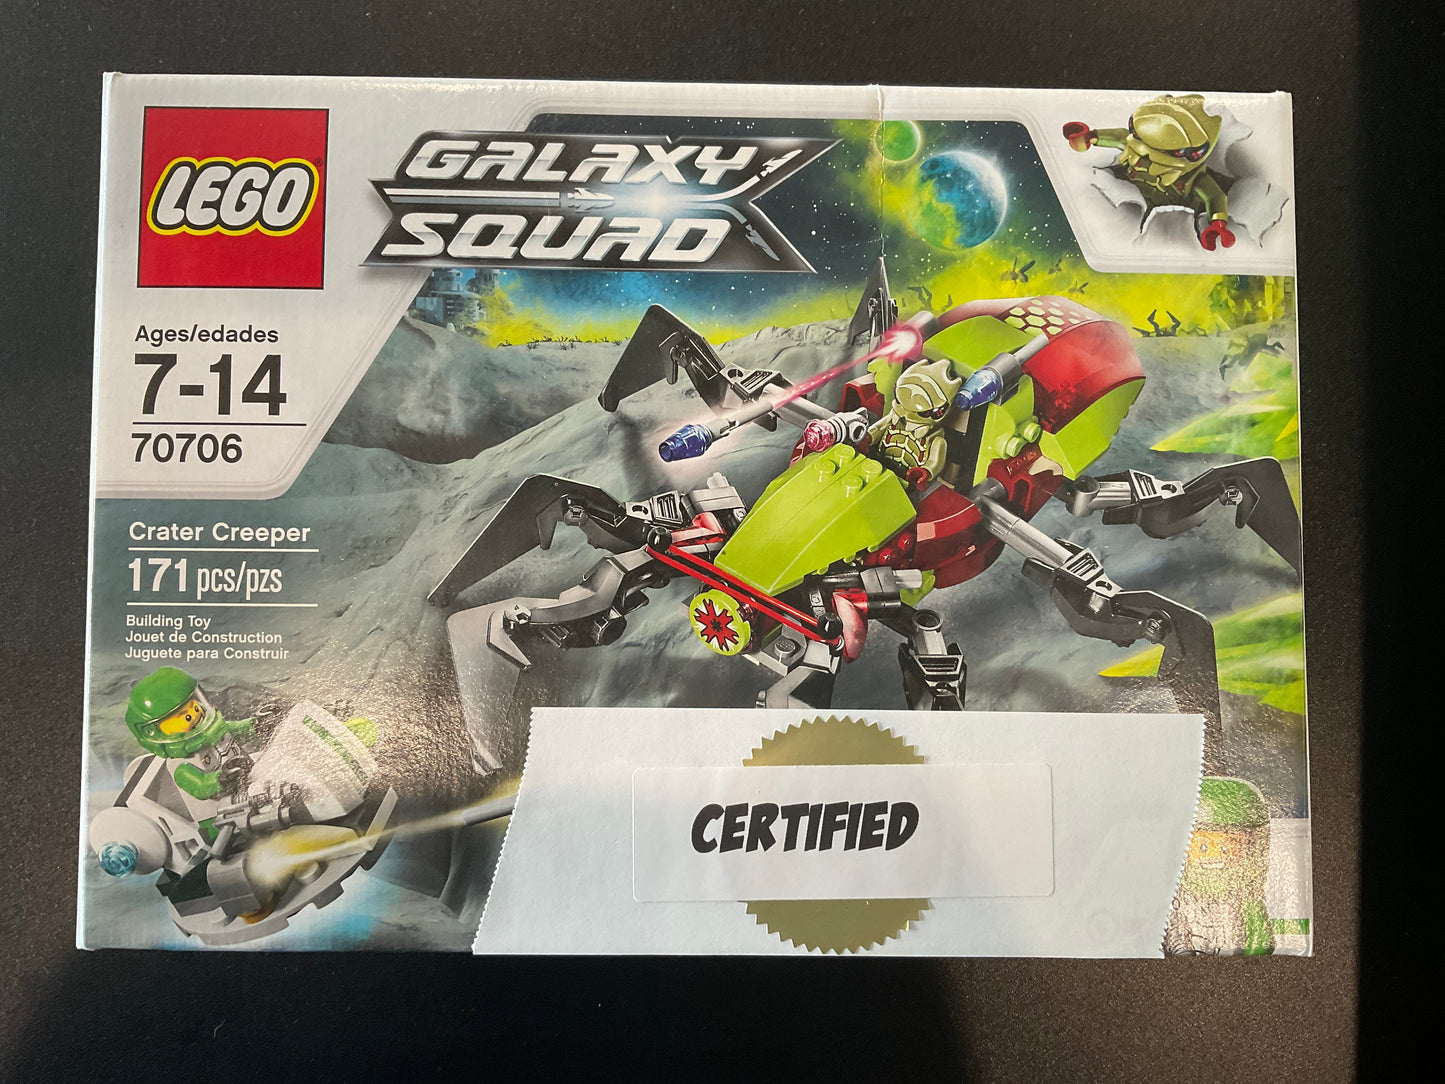 LEGO®
GALAXY
SQUAD
Ages/edades
7-14
70706
Crater Creeper
171 pcs/pzs
Building Toy
Jouet de Construction
Juguete para Construir
CERTIFIED